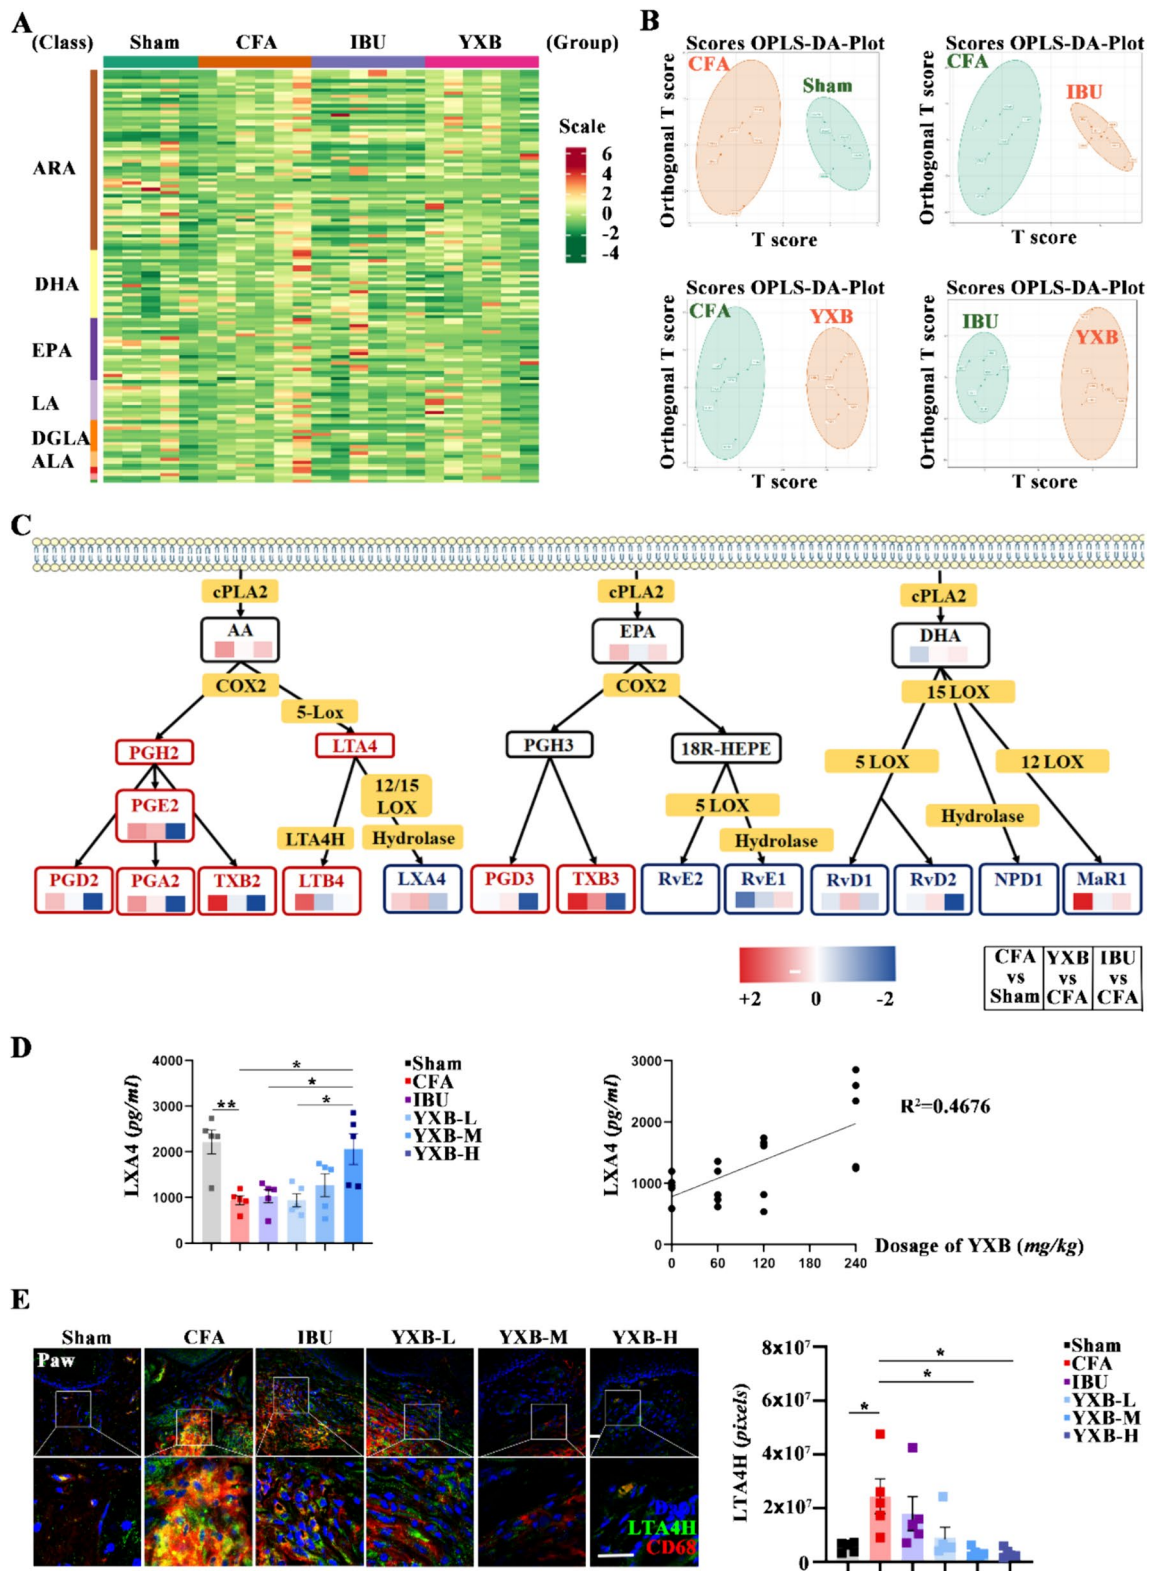 A
(Class)
Sham
CFA
IBU
YXB
(Group)
ARA
DHA
EPA
LA
DGLA
ALA
Scale
6
4
2
0
-2
-4
B
Scores OPLS-DA-Plot
CFA
Sham
Orthogonal T score
T score
Scores OPLS-DA-Plot
CFA
IBU
Orthogonal T score
T score
Scores OPLS-DA-Plot
CFA
YXB
Orthogonal T score
T score
Scores OPLS-DA-Plot
IBU
YXB
Orthogonal T score
T score
C
cPLA2
cPLA2
cPLA2
AA
EPA
DHA
COX2
COX2
15 LOX
5-Lox
PGH2
LTA4
PGH3
18R-HEPE
5 LOX
12 LOX
PGE2
12/15
LOX
5 LOX
Hydrolase
LTA4H
Hydrolase
Hydrolase
PGD2
PGA2
TXB2
LTB4
LXA4
PGD3
TXB3
RvE2
RvE1
RvD1
RvD2
NPD1
MaR1
+2
0
-2
CFA
vs
Sham
YXB
vs
CFA
IBU
vs
CFA
D
LXA4 (pg/ml)
4000
3000
2000
1000
0
**
*
*
*
Sham
CFA
IBU
YXB-L
YXB-M
YXB-H
LXA4 (pg/ml)
3000
2000
1000
0
0
60
120
180
240
R²=0.4676
Dosage of YXB (mg/kg)
E
Sham
CFA
IBU
YXB-L
YXB-M
YXB-H
Paw
Dapi
LTA4H
CD68
LTA4H (pixels)
8x10⁷
6x10⁷
4x10⁷
2x10⁷
0
*
*
*
Sham
CFA
IBU
YXB-L
YXB-M
YXB-H